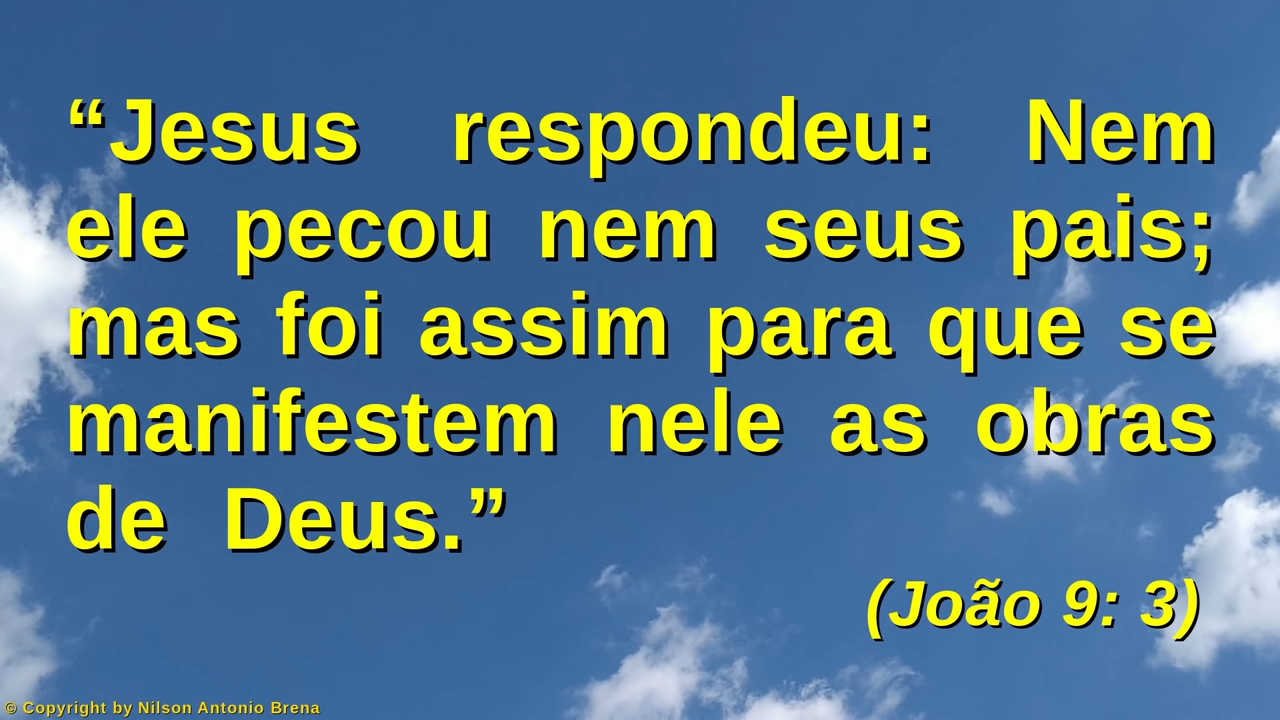 “Jesus respondeu: Nem
ele pecou nem seus pais;
mas foi assim para que se
manifestem nele as obras
de Deus.”
(João 9: 3)
© Copyright by Nilson Antonio Brena